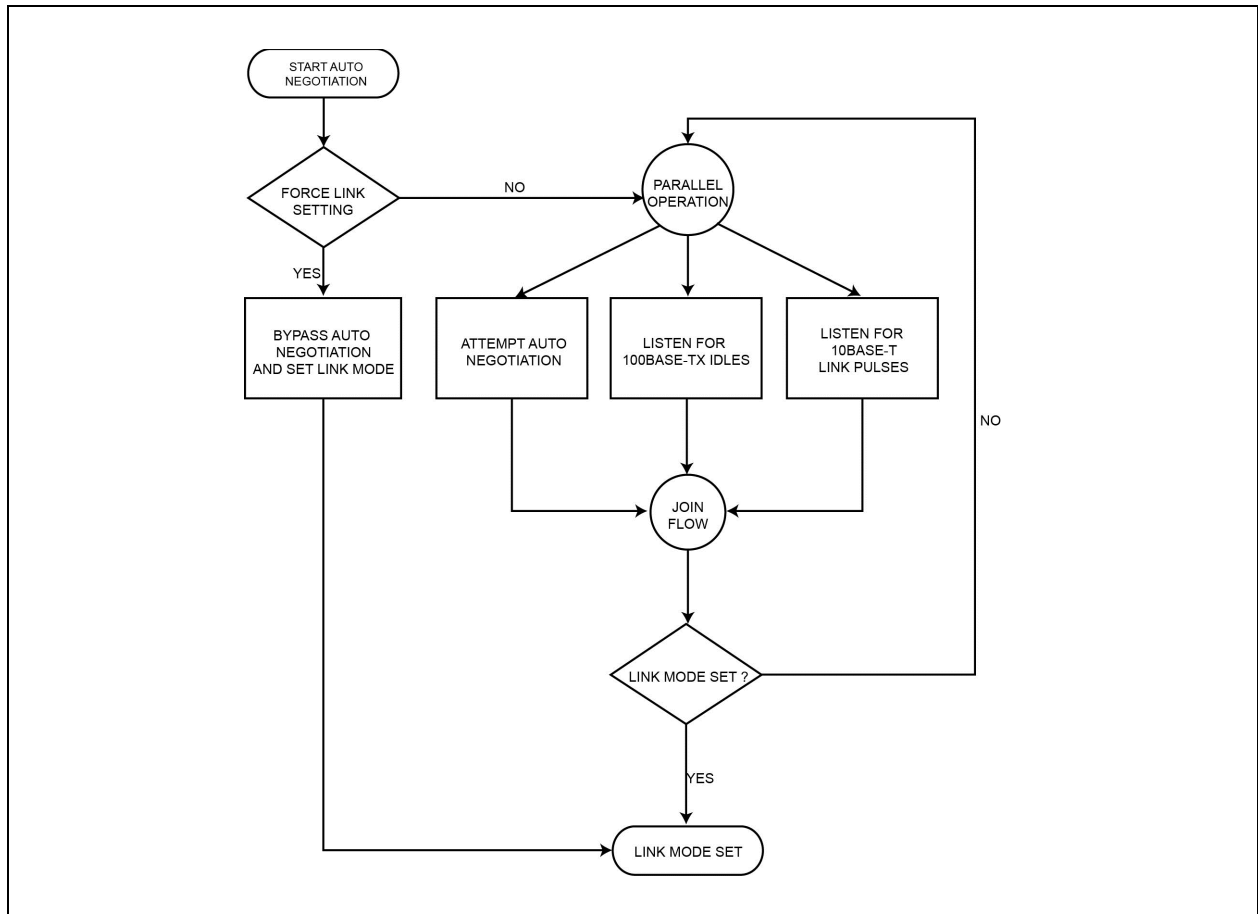 START AUTO
NEGOTIATION
FORCE LINK
SETTING
NO
PARALLEL
OPERATION
YES
BYPASS AUTO
NEGOTIATION
AND SET LINK MODE
ATTEMPT AUTO
NEGOTIATION
LISTEN FOR
100BASE-TX IDLES
LISTEN FOR
10BASE-T
LINK PULSES
NO
JOIN
FLOW
LINK MODE SET ?
YES
LINK MODE SET